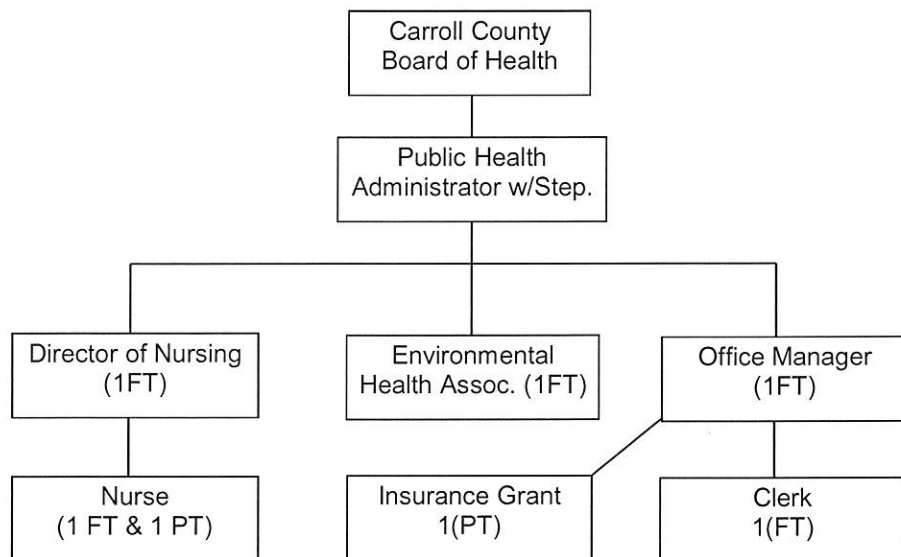 Carroll County
Board of Health
Public Health
Administrator w/Step.
Director of Nursing
(1FT)
Environmental
Health Assoc. (1FT)
Office Manager
(1FT)
Nurse
(1 FT & 1 PT)
Insurance Grant
1(PT)
Clerk
1(FT)